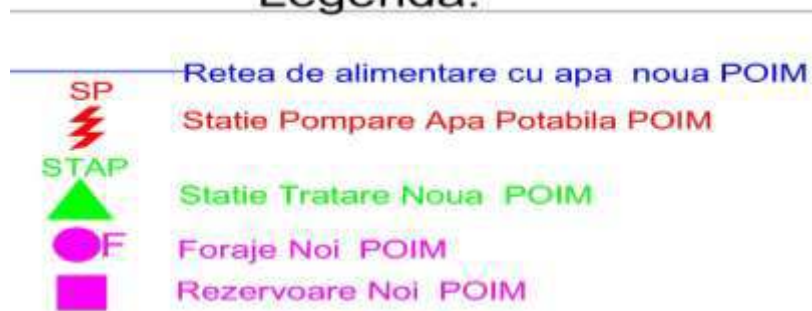 Legenda:
Retea de alimentare cu apa noua POIM
SP
Statie Pompare Apa Potabila POIM
STAP
Statie Tratare Noua POIM
F Foraje Noi POIM
Rezervoare Noi POIM